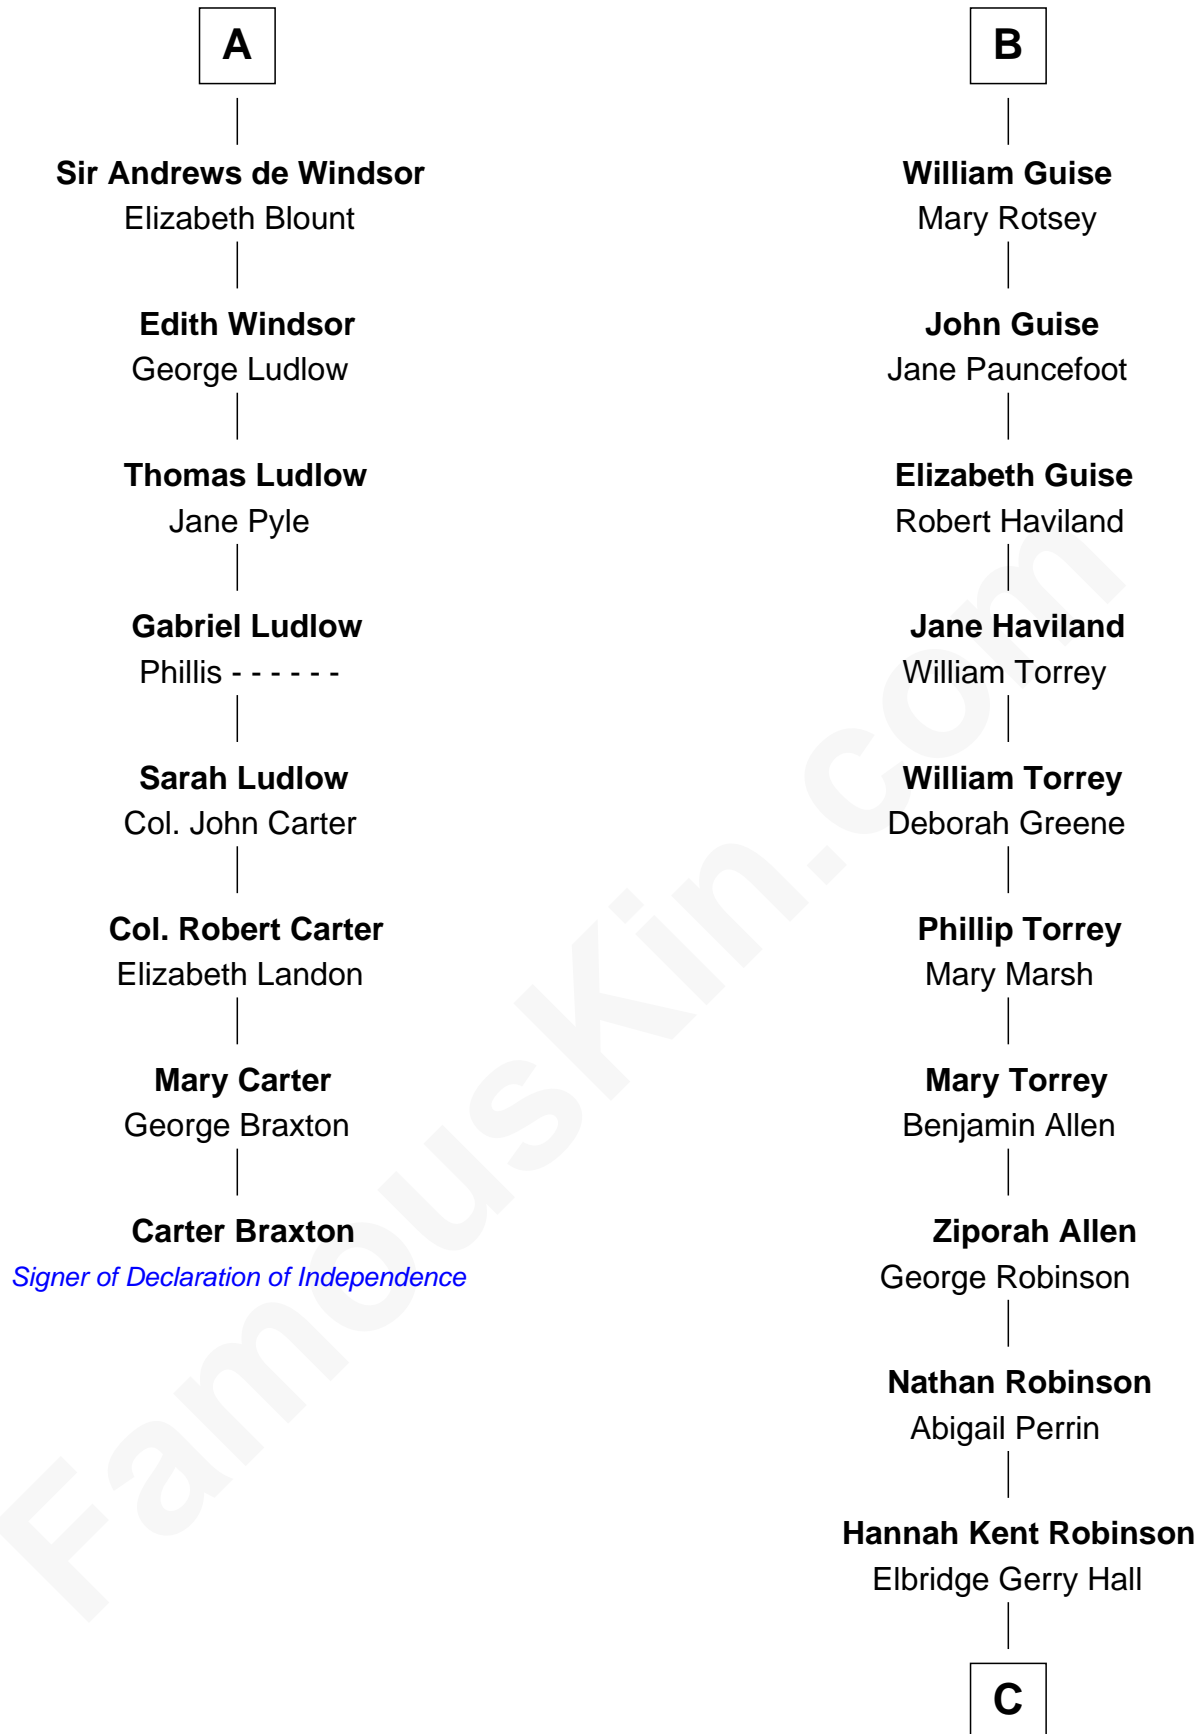 A
Sir Andrews de Windsor
Elizabeth Blount
Edith Windsor
George Ludlow
Thomas Ludlow
Jane Pyle
Gabriel Ludlow
Phillis - - - - - -
Sarah Ludlow
Col. John Carter
Col. Robert Carter
Elizabeth Landon
Mary Carter
George Braxton
Carter Braxton
Signer of Declaration of Independence
B
William Guise
Mary Rotsey
John Guise
Jane Pauncefoot
Elizabeth Guise
Robert Haviland
Jane Haviland
William Torrey
William Torrey
Deborah Greene
Phillip Torrey
Mary Marsh
Mary Torrey
Benjamin Allen
Ziporah Allen
George Robinson
Nathan Robinson
Abigail Perrin
Hannah Kent Robinson
Elbridge Gerry Hall
C
FamousKin.com